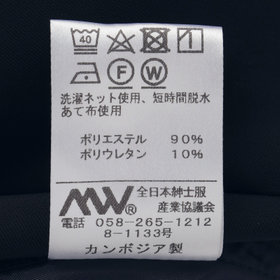 40 1
F W
洗濯ネット使用、短時間脱水
あて布使用
ポリエステル 90%
ポリウレタン 10%
MW® 全日本紳士服
産業協議会
電話 058-265-1212
8-1133号
カンボジア製